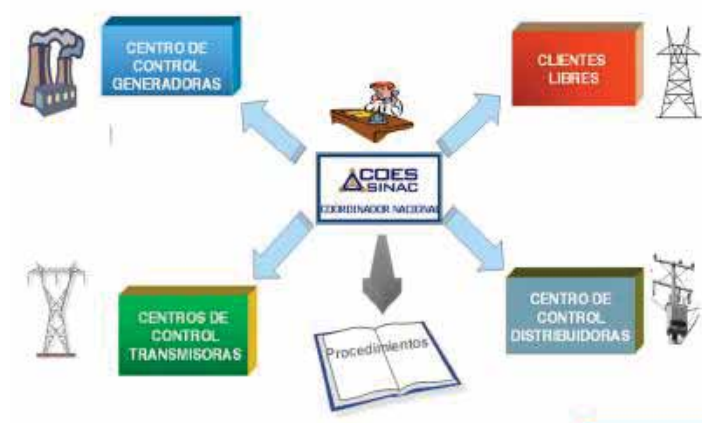 CENTRO DE
CONTROL
GENERADORAS
CLIENTES
LIBRES
COES
SINAC
COORDINADOR NACIONAL
CENTROS DE
CONTROL
TRANSMISORAS
CENTRO DE
CONTROL
DISTRIBUIDORAS
Procedimientos